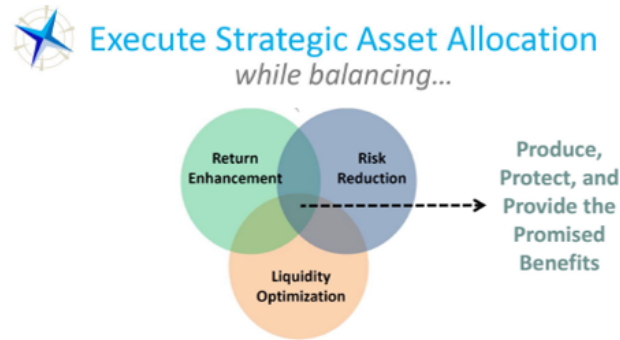 Execute Strategic Asset Allocation
while balancing...
Return
Enhancement
Risk
Reduction
Liquidity
Optimization
Produce,
Protect, and
Provide the
Promised
Benefits